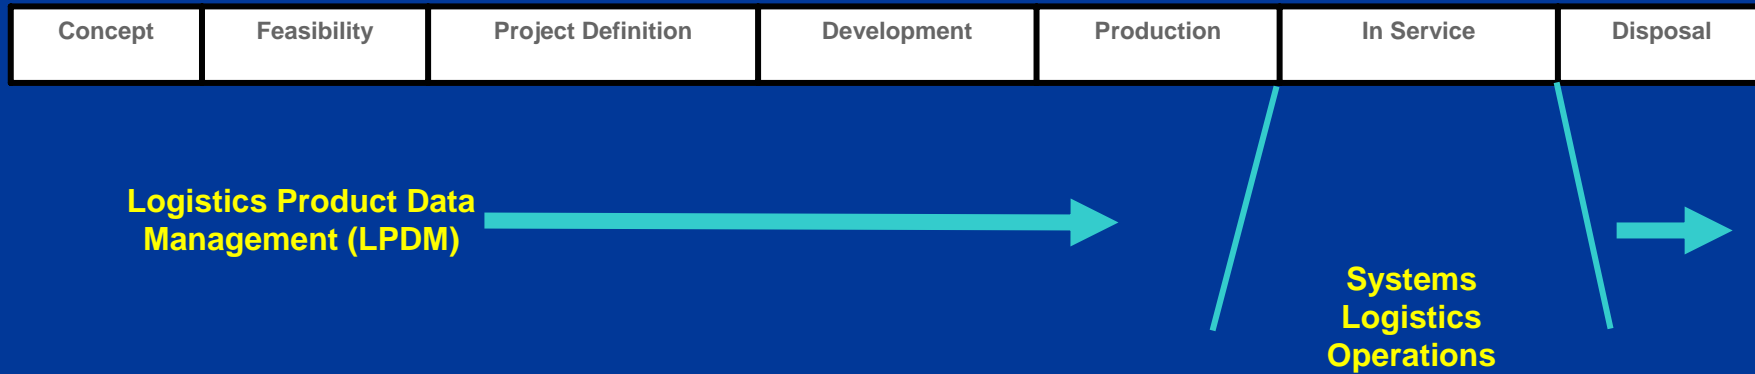 Concept Feasibility Project Definition Development Production In Service Disposal
Logistics Product Data
Management (LPDM)
Systems
Logistics
Operations